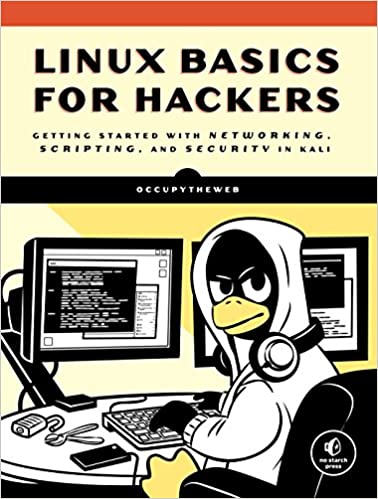 LINUX BASICS
FOR HACKERS
GETTING STARTED WITH NETWORKING,
SCRIPTING, AND SECURITY IN KALI
OCCUPYTHEWEB
no starch
press